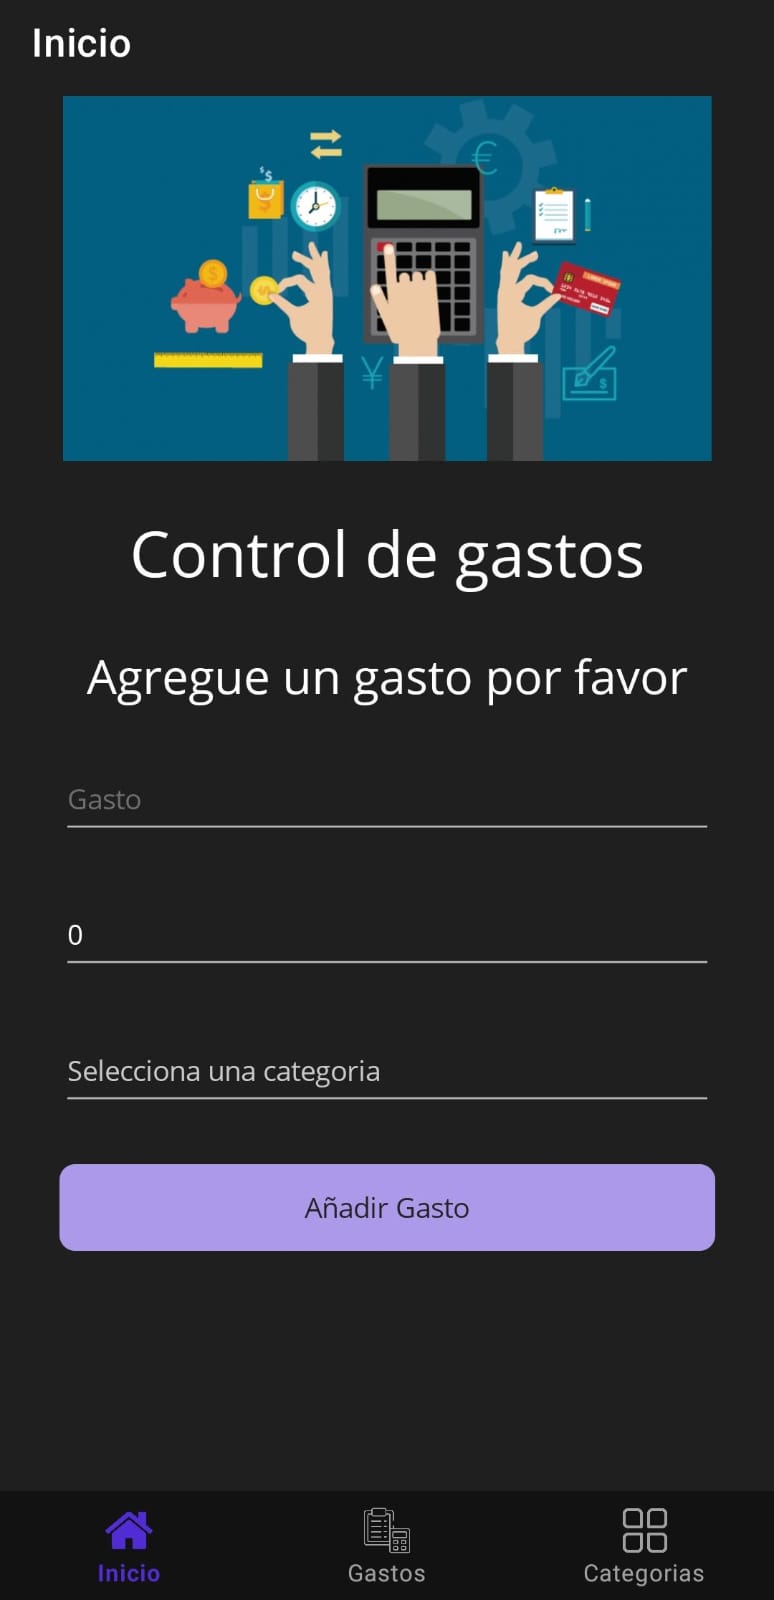 Inicio
Control de gastos
Agregue un gasto por favor
Gasto
0
Selecciona una categoria
Añadir Gasto
Inicio
Gastos
Categorias